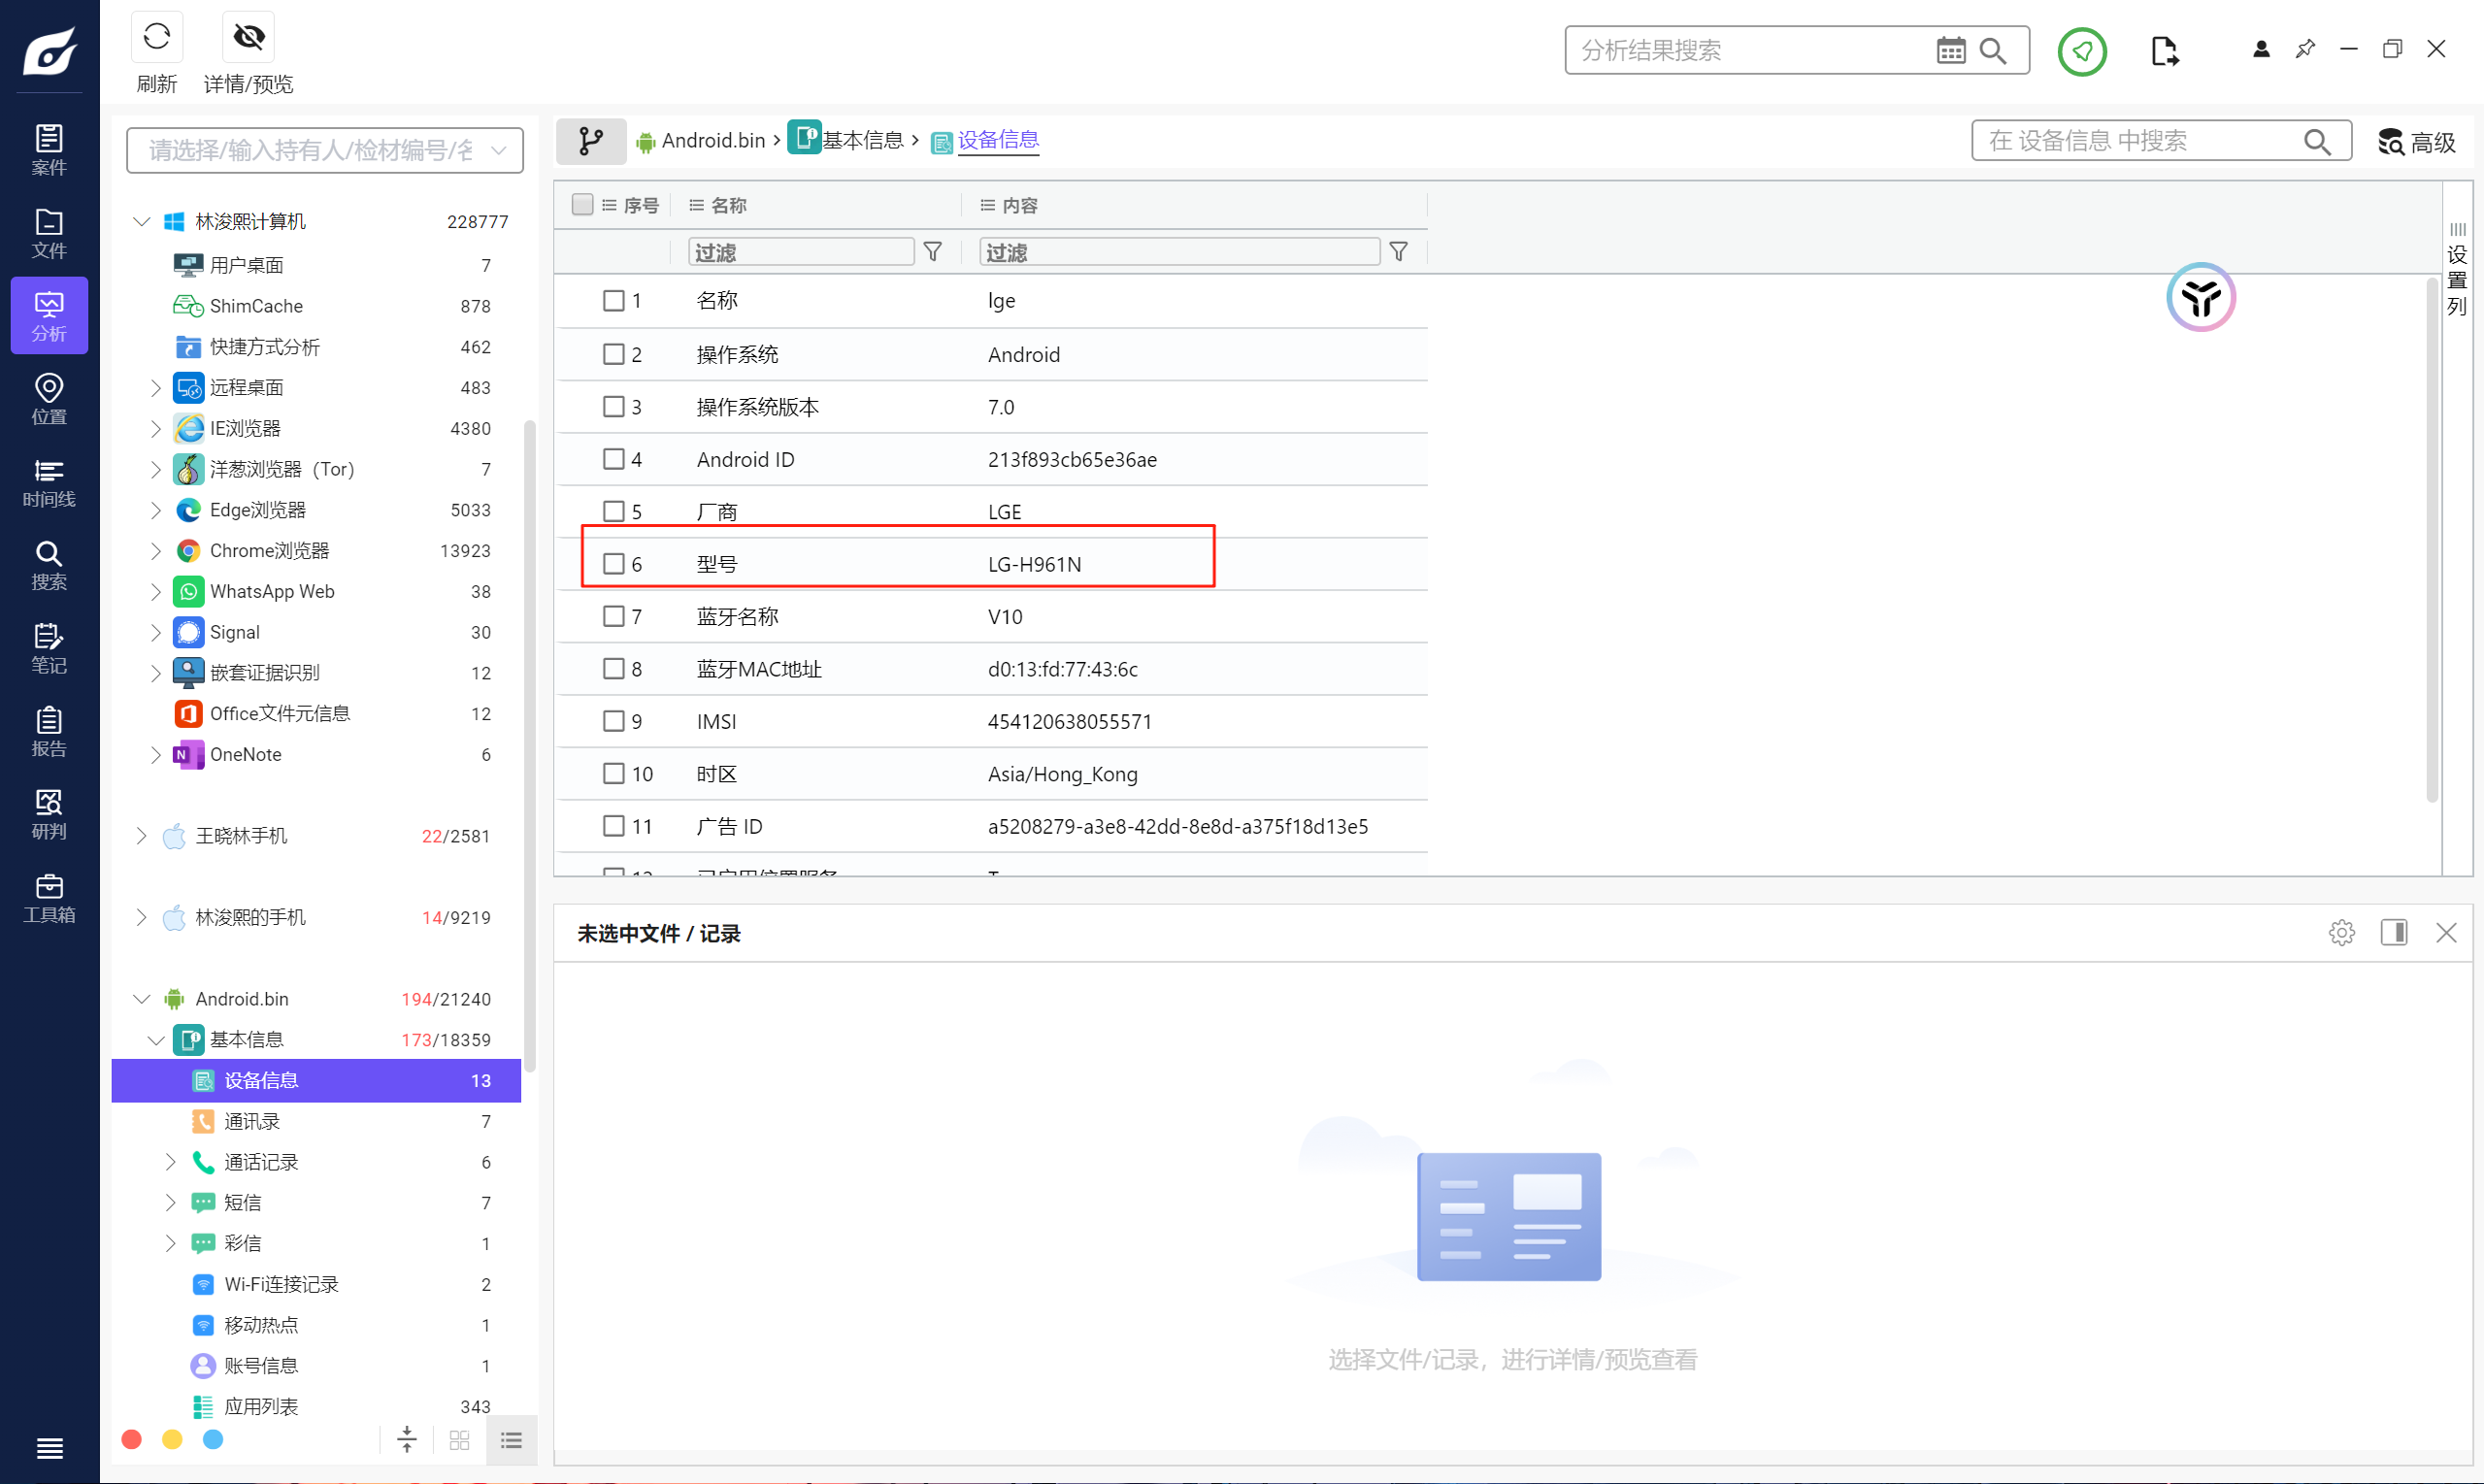 刷新
详情/预览
分析结果搜索
案件
文件
分析
位置
时间线
搜索
笔记
报告
研判
工具箱
请选择/输入持有人/检材编号/名
林浚熙计算机 228777
用户桌面 7
ShimCache 878
快捷方式分析 462
远程桌面 483
IE浏览器 4380
洋葱浏览器（Tor） 7
Edge浏览器 5033
Chrome浏览器 13923
WhatsApp Web 38
Signal 30
嵌套证据识别 12
Office文件元信息 12
OneNote 6
王晓林手机 22/2581
林浚熙的手机 14/9219
Android.bin 194/21240
基本信息 173/18359
设备信息 13
通讯录 7
通话记录 6
短信 7
彩信 1
Wi-Fi连接记录 2
移动热点 1
账号信息 1
应用列表 343
Android.bin › 基本信息 › 设备信息
在 设备信息 中搜索
高级
序号 名称 内容
过滤 过滤
1 名称 lge
2 操作系统 Android
3 操作系统版本 7.0
4 Android ID 213f893cb65e36ae
5 厂商 LGE
6 型号 LG-H961N
7 蓝牙名称 V10
8 蓝牙MAC地址 d0:13:fd:77:43:6c
9 IMSI 454120638055571
10 时区 Asia/Hong_Kong
11 广告 ID a5208279-a3e8-42dd-8e8d-a375f18d13e5
设置列
未选中文件 / 记录
选择文件/记录，进行详情/预览查看